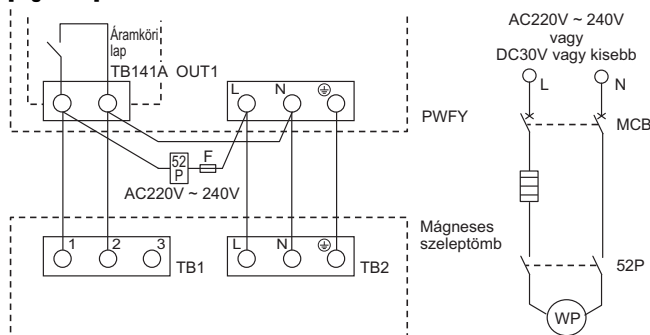 Áramköri
lap
TB141A OUT1
L
N
PWFY
52
P
F
AC220V ~ 240V
Mágneses
szeleptömb
1
2
3
TB1
L
N
TB2
AC220V ~ 240V
vagy
DC30V vagy kisebb
L
N
MCB
52P
WP